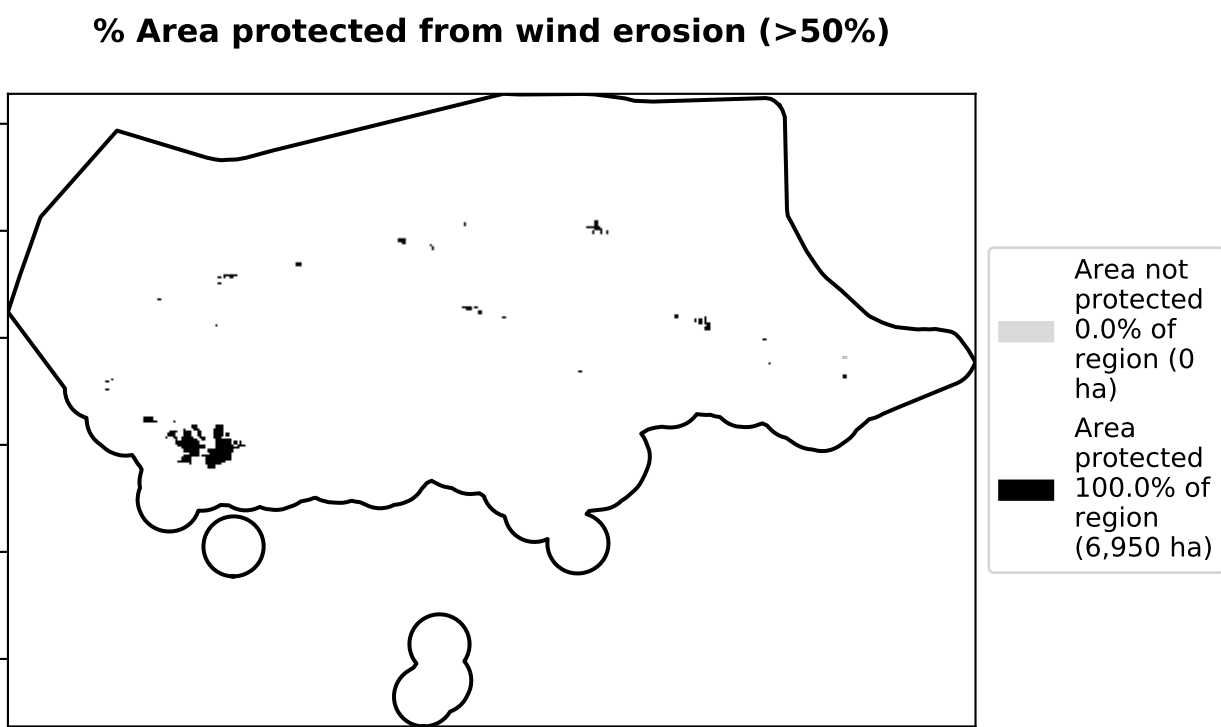 % Area protected from wind erosion (>50%)
Area not
protected
0.0% of
region (0
ha)
Area
protected
100.0% of
region
(6,950 ha)